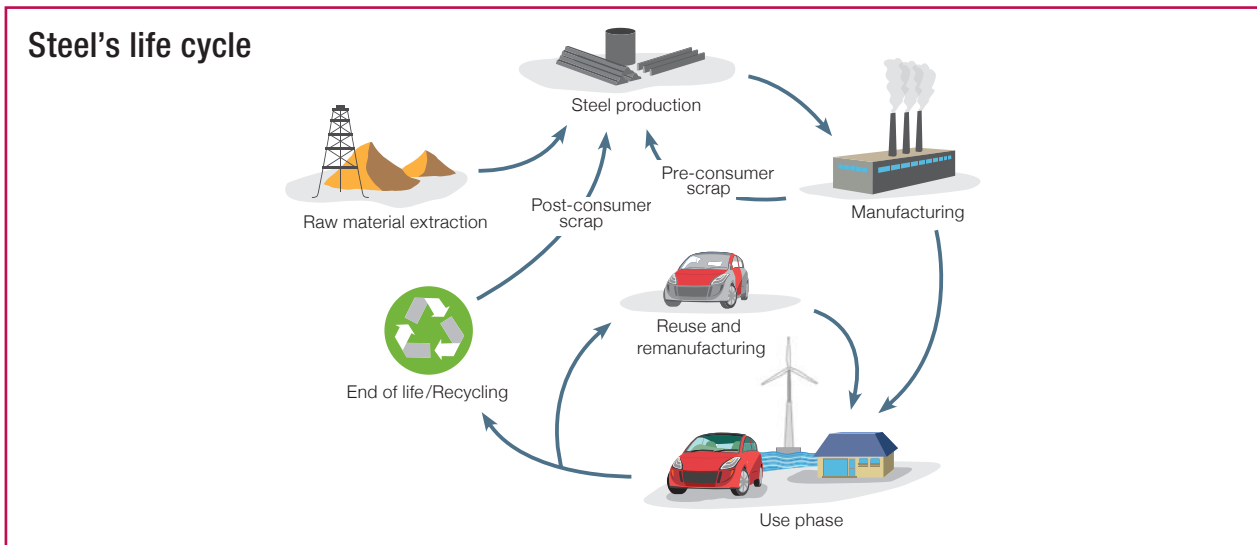 Steel’s life cycle
Steel production
Pre-consumer
scrap
Raw material extraction
Post-consumer
scrap
Manufacturing
Reuse and
remanufacturing
End of life/Recycling
Use phase